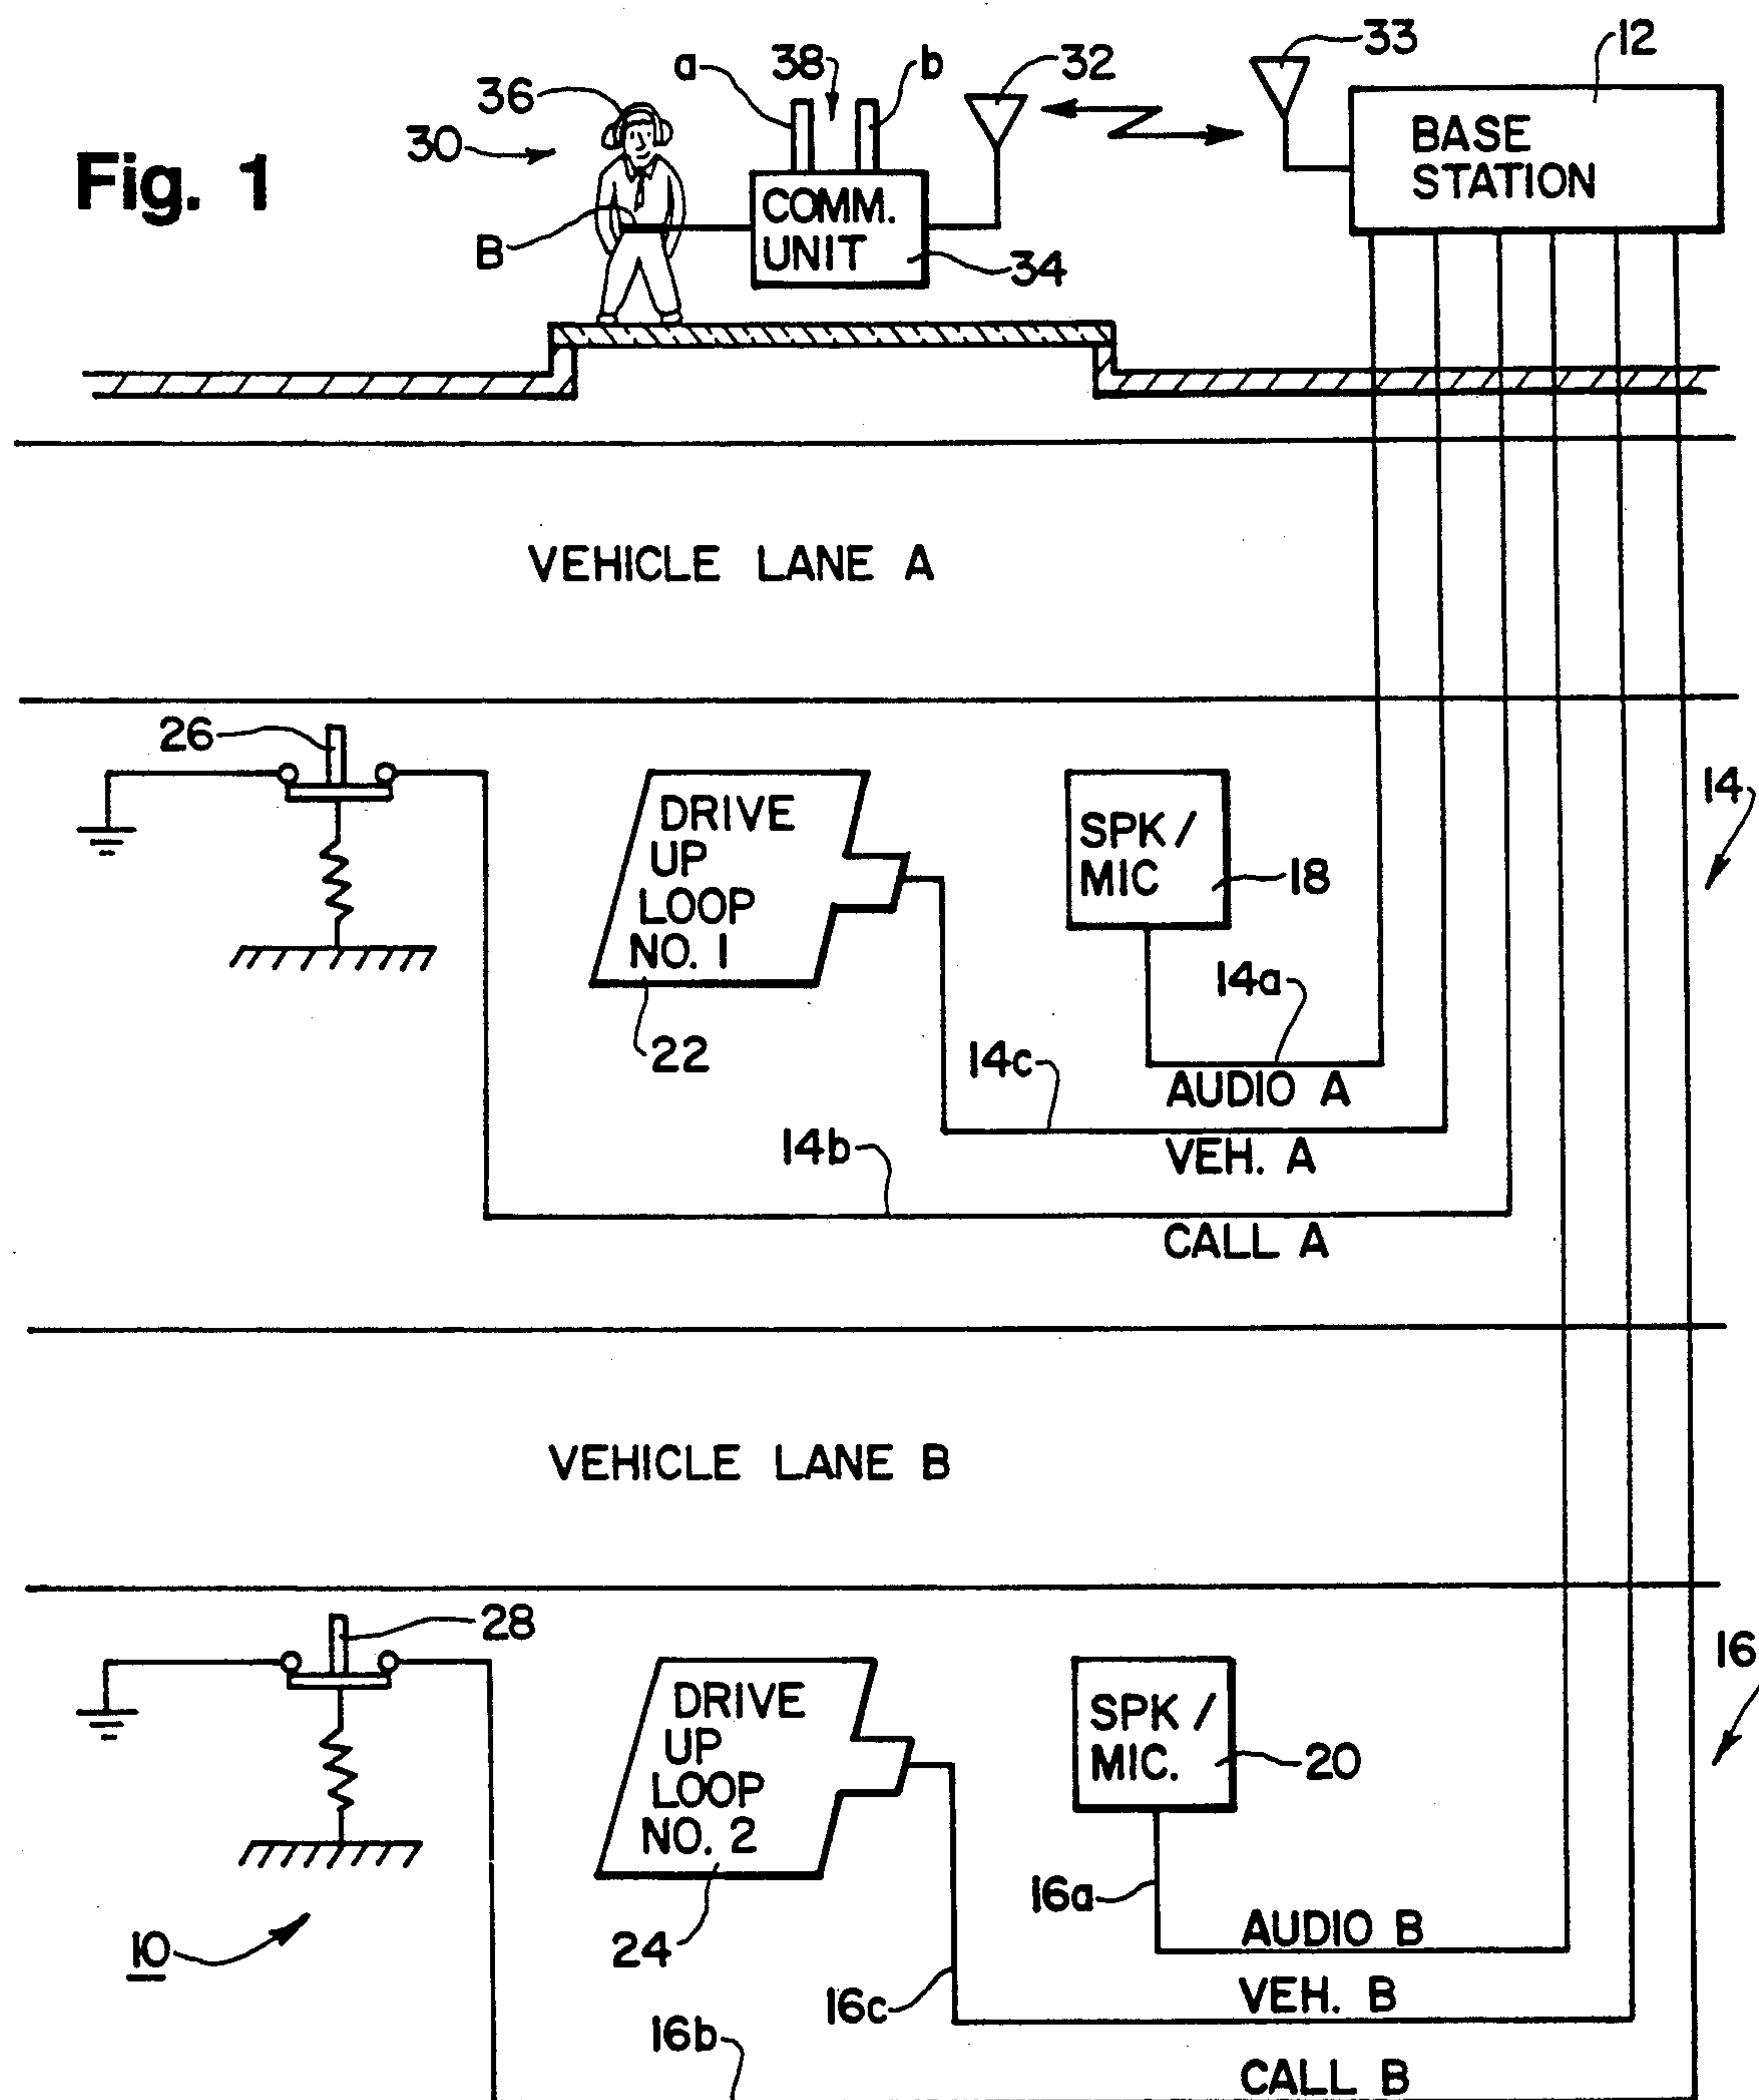 Fig. 1
36
30
a
38
b
32
33
12
B
COMM.
UNIT
34
BASE
STATION
VEHICLE LANE A
26
DRIVE
UP
LOOP
NO. 1
22
SPK /
MIC
18
14
14a
AUDIO A
14c
VEH. A
14b
CALL A
VEHICLE LANE B
28
DRIVE
UP
LOOP
NO. 2
24
SPK /
MIC.
20
16
16a
AUDIO B
10
16c
VEH. B
16b
CALL B